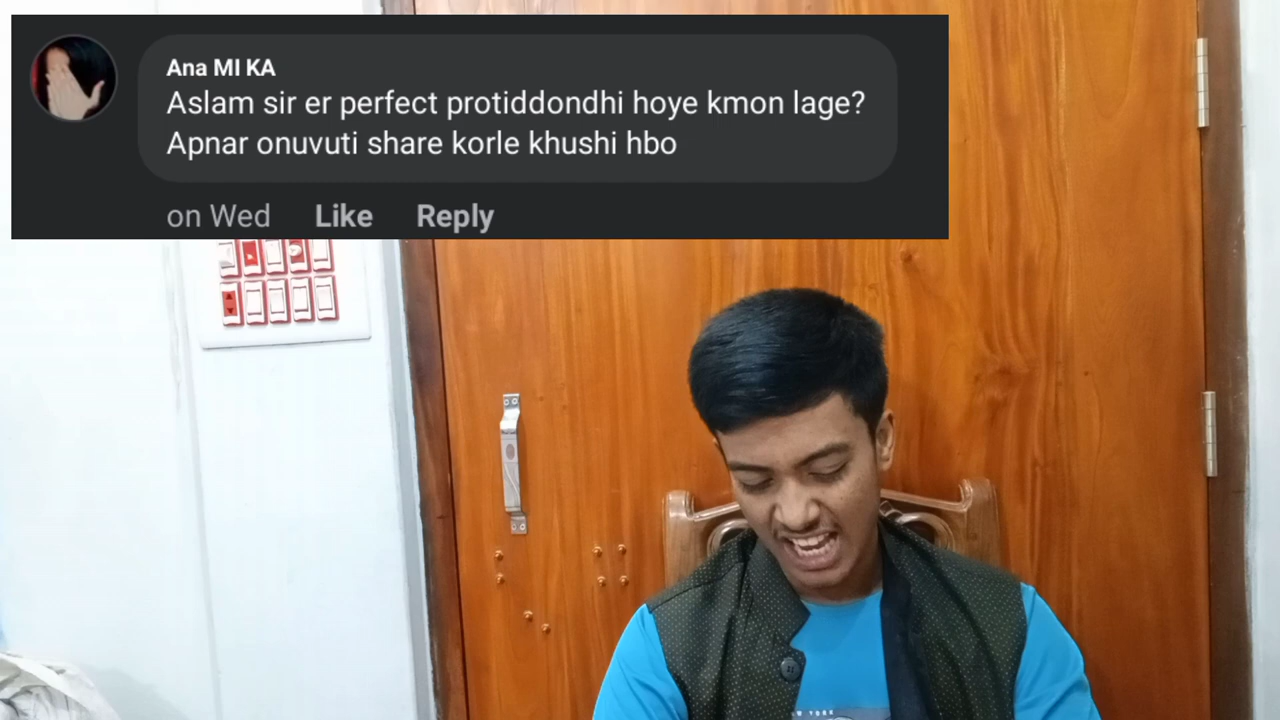 Ana MI KA
Aslam sir er perfect protiddondhi hoye kmon lage?
Apnar onuvuti share korle khushi hbo
on Wed Like Reply
W YORK